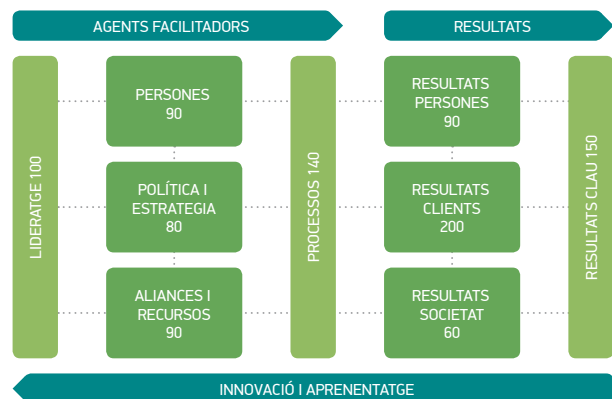 AGENTS FACILITADORS
RESULTATS
LIDERATGE 100
PERSONES
90
POLÍTICA I
ESTRATEGIA
80
ALIANCES I
RECURSOS
90
PROCESSOS 140
RESULTATS
PERSONES
90
RESULTATS
CLIENTS
200
RESULTATS
SOCIETAT
60
RESULTATS CLAU 150
INNOVACIÓ I APRENENTATGE